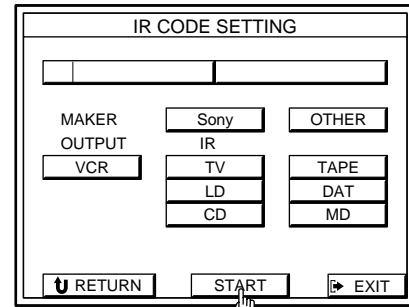 IR CODE SETTING
MAKER Sony OTHER
OUTPUT IR
VCR TV TAPE
LD DAT
CD MD
RETURN START EXIT